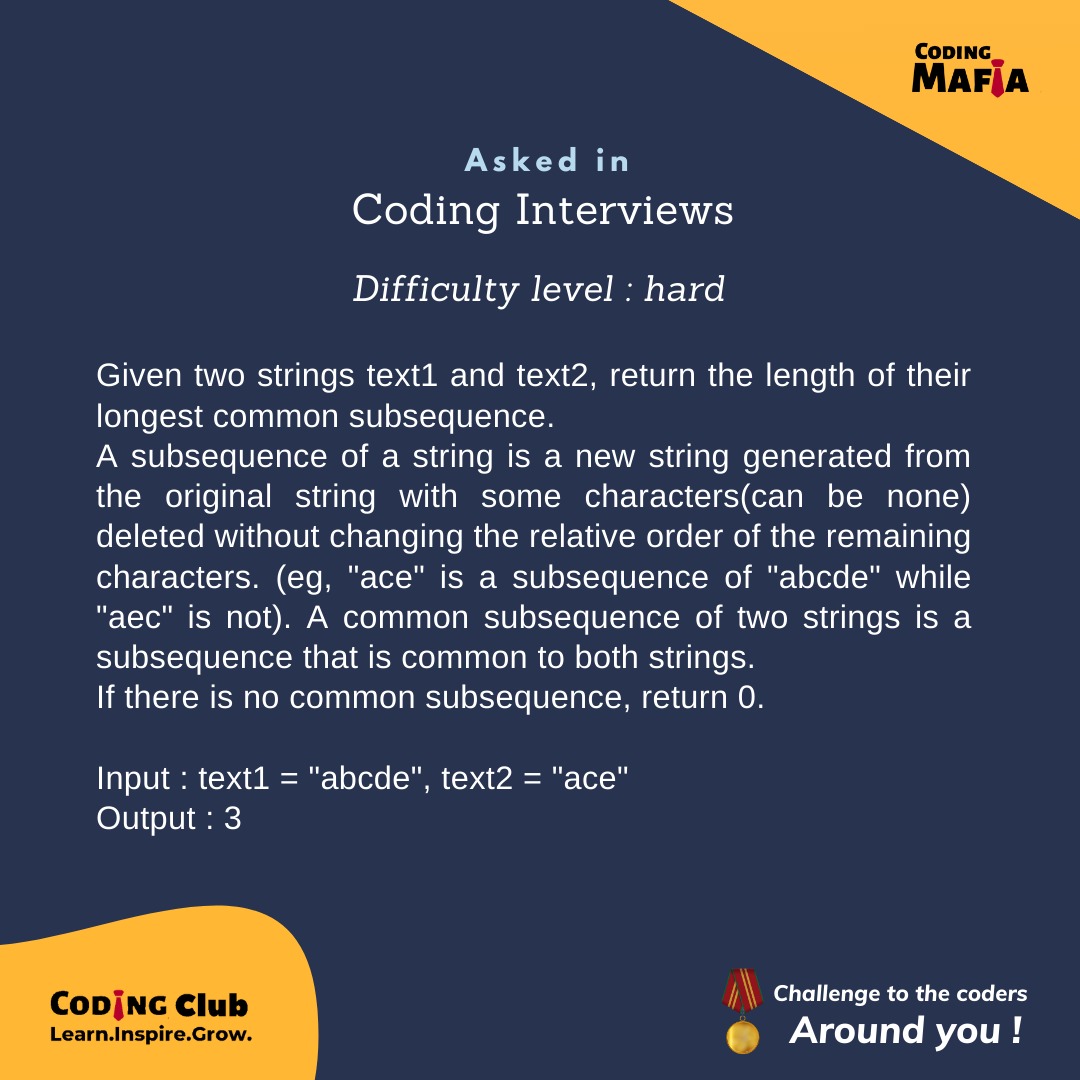 CODING
MAFIA
Asked in
Coding Interviews
Difficulty level : hard
Given two strings text1 and text2, return the length of their
longest common subsequence.
A subsequence of a string is a new string generated from
the original string with some characters(can be none)
deleted without changing the relative order of the remaining
characters. (eg, "ace" is a subsequence of "abcde" while
"aec" is not). A common subsequence of two strings is a
subsequence that is common to both strings.
If there is no common subsequence, return 0.
Input : text1 = "abcde", text2 = "ace"
Output : 3
CODING Club
Learn.Inspire.Grow.
Challenge to the coders
Around you !